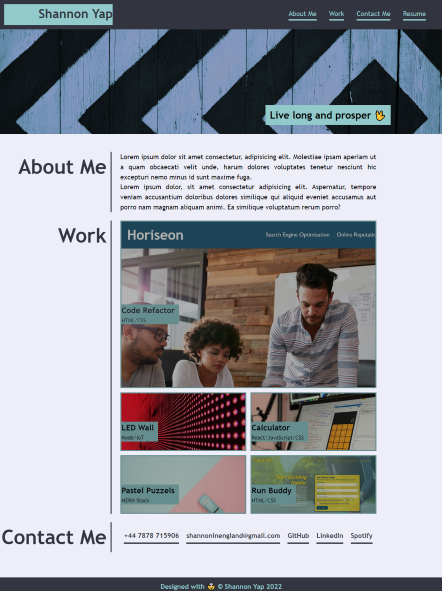 Shannon Yap
About Me Work Contact Me Resume
Live long and prosper 🖖
About Me
Lorem ipsum dolor sit amet consectetur, adipisicing elit. Molestiae ipsam aperiam ut
a quam obcaecati velit unde, harum dolores voluptates tenetur nesciunt hic
excepturi nemo minus id sunt maxime fuga.
Lorem ipsum dolor, sit amet consectetur adipisicing elit. Aspernatur, tempore
veniam accusantium doloribus dolores similique qui aliquid eveniet accusamus aut
porro nam magnam aliquam animi. Ea similique voluptatum rerum porro?
Work
Horiseon
Search Engine Optimization Online Reputatio
Code Refactor
HTML/CSS
LED Wall
Node/IoT
Calculator
React/JavaScript/CSS
Pastel Puzzels
MERN Stack
Run Buddy
HTML/CSS
Contact Me
+44 7878 715906 shannoninengland@gmail.com GitHub LinkedIn Spotify
Designed with © Shannon Yap 2022